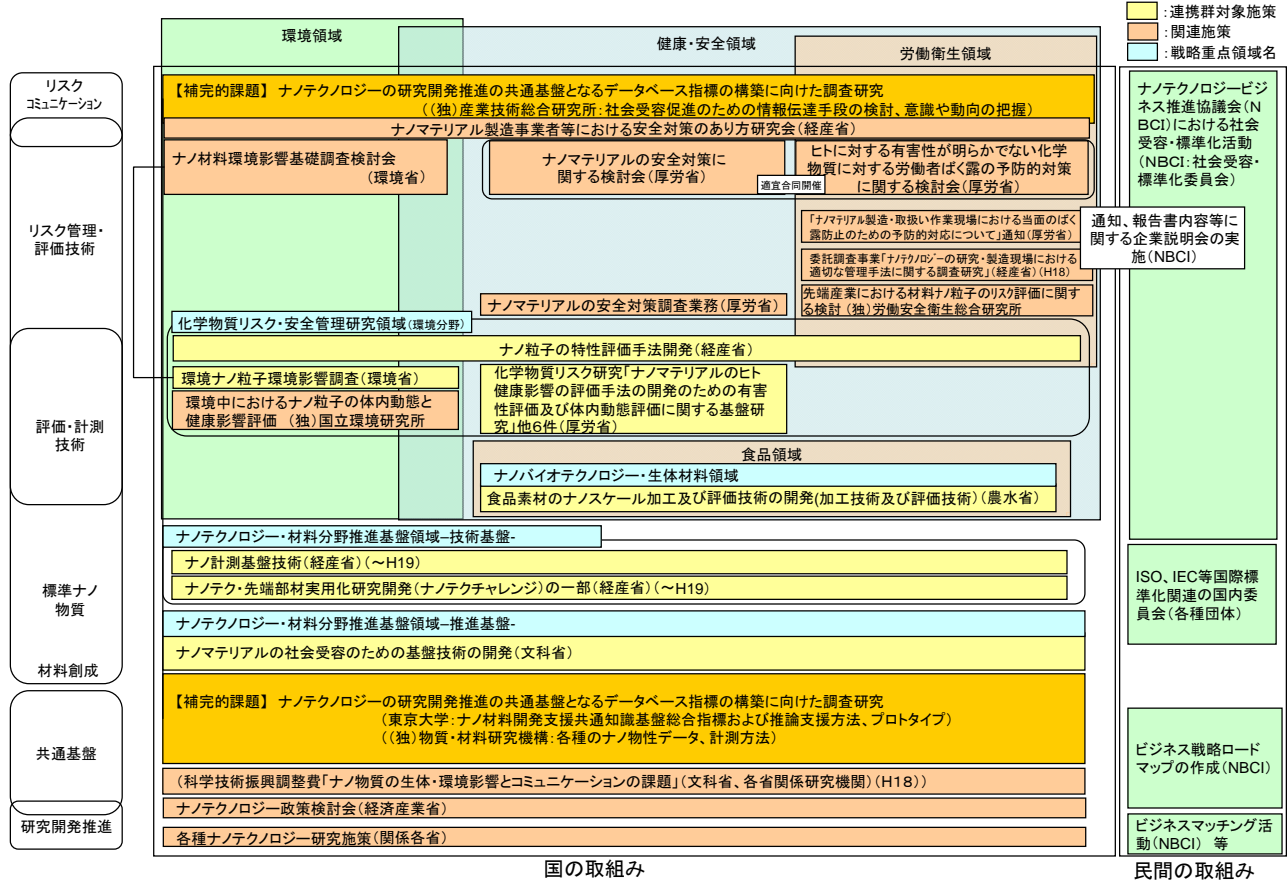 :連携群対象施策
:関連施策
:戦略重点領域名
環境領域
健康・安全領域
労働衛生領域
リスク
コミュニケーション
リスク管理・
評価技術
評価・計測
技術
標準ナノ
物質
材料創成
共通基盤
研究開発推進
【補完的課題】 ナノテクノロジーの研究開発推進の共通基盤となるデータベース指標の構築に向けた調査研究
((独)産業技術総合研究所:社会受容促進のための情報伝達手段の検討、意識や動向の把握)
ナノマテリアル製造事業者等における安全対策のあり方研究会(経産省)
ナノ材料環境影響基礎調査検討会
(環境省)
ナノマテリアルの安全対策に
関する検討会(厚労省)
適宜合同開催
ヒトに対する有害性が明らかでない化学
物質に対する労働者ばく露の予防的対策
に関する検討会(厚労省)
「ナノマテリアル製造・取扱い作業現場における当面のばく
露防止のための予防的対応について」通知(厚労省)
委託調査事業「ナノテクノロジーの研究・製造現場における
適切な管理手法に関する調査研究」(経産省)(H18)
ナノマテリアルの安全対策調査業務(厚労省)
先端産業における材料ナノ粒子のリスク評価に関す
る検討 (独)労働安全衛生総合研究所
化学物質リスク・安全管理研究領域(環境分野)
ナノ粒子の特性評価手法開発(経産省)
環境ナノ粒子環境影響調査(環境省)
環境中におけるナノ粒子の体内動態と
健康影響評価 (独)国立環境研究所
化学物質リスク研究「ナノマテリアルのヒト
健康影響の評価手法の開発のための有害
性評価及び体内動態評価に関する基盤研
究」他6件(厚労省)
食品領域
ナノバイオテクノロジー・生体材料領域
食品素材のナノスケール加工及び評価技術の開発(加工技術及び評価技術)(農水省)
ナノテクノロジー・材料分野推進基盤領域–技術基盤-
ナノ計測基盤技術(経産省)(~H19)
ナノテク・先端部材実用化研究開発(ナノテクチャレンジ)の一部(経産省)(~H19)
ナノテクノロジー・材料分野推進基盤領域–推進基盤-
ナノマテリアルの社会受容のための基盤技術の開発(文科省)
【補完的課題】 ナノテクノロジーの研究開発推進の共通基盤となるデータベース指標の構築に向けた調査研究
(東京大学:ナノ材料開発支援共通知識基盤総合指標および推論支援方法、プロトタイプ)
((独)物質・材料研究機構:各種のナノ物性データ、計測方法)
(科学技術振興調整費「ナノ物質の生体・環境影響とコミュニケーションの課題」(文科省、各省関係研究機関)(H18))
ナノテクノロジー政策検討会(経済産業省)
各種ナノテクノロジー研究施策(関係各省)
国の取組み
ナノテクノロジービジ
ネス推進協議会(N
BCI)における社会
受容・標準化活動
(NBCI:社会受容・
標準化委員会)
通知、報告書内容等に
関する企業説明会の実
施(NBCI)
ISO、IEC等国際標
準化関連の国内委
員会(各種団体)
ビジネス戦略ロード
マップの作成(NBCI)
ビジネスマッチング活
動(NBCI) 等
民間の取組み